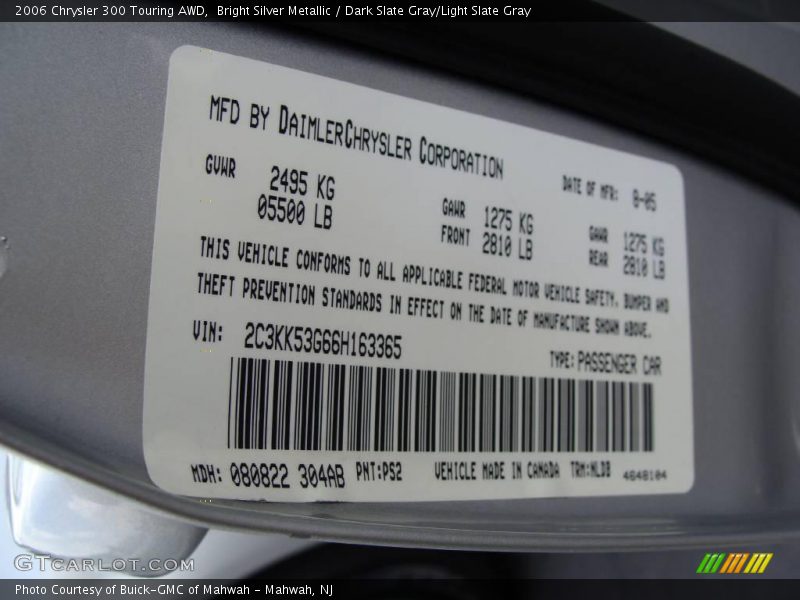 2006 Chrysler 300 Touring AWD, Bright Silver Metallic / Dark Slate Gray/Light Slate Gray
MFD BY DAIMLERCHRYSLER CORPORATION
DATE OF MFR: 8-05
GVWR 2495 KG
05500 LB
GAWR 1275 KG
FRONT 2810 LB
GAWR 1275 KG
REAR 2810 LB
THIS VEHICLE CONFORMS TO ALL APPLICABLE FEDERAL MOTOR VEHICLE SAFETY, BUMPER AND
THEFT PREVENTION STANDARDS IN EFFECT ON THE DATE OF MANUFACTURE SHOWN ABOVE.
VIN: 2C3KK53G66H163365
TYPE: PASSENGER CAR
MDH: 080822 304AB PNT:PS2 VEHICLE MADE IN CANADA TRM:NLDB 4648104
GTCARLOT.COM
Photo Courtesy of Buick-GMC of Mahwah - Mahwah, NJ